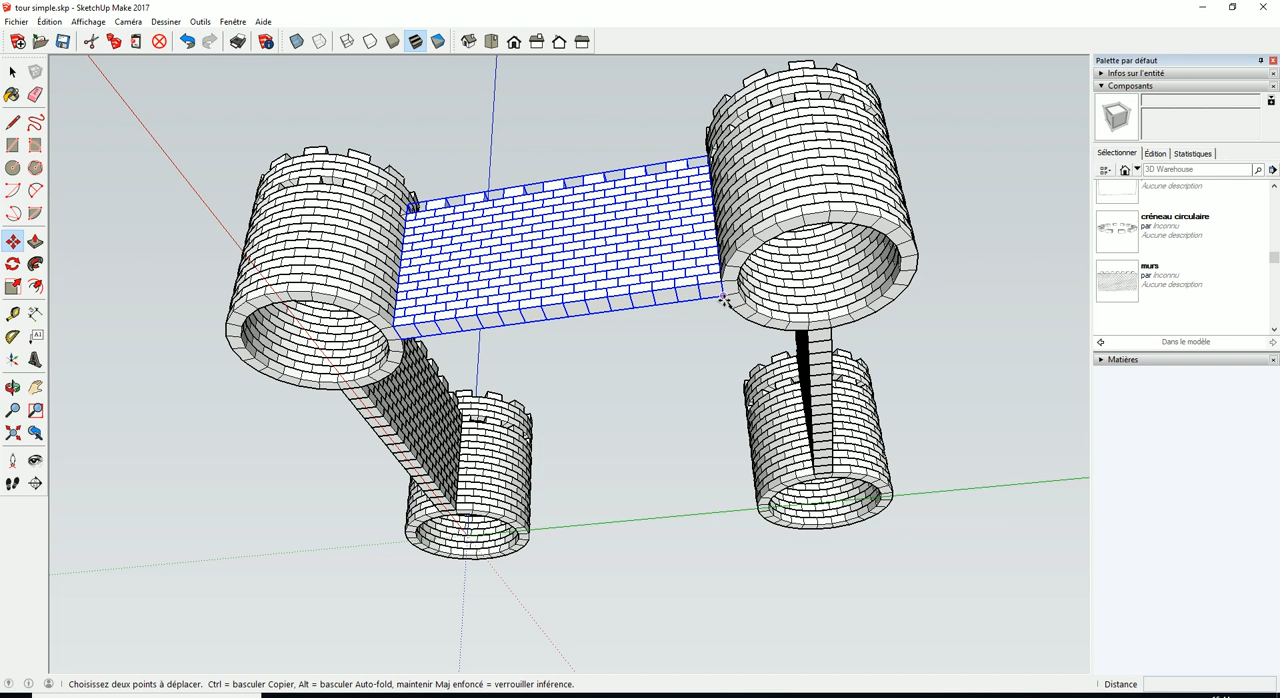 tour simple.skp - SketchUp Make 2017
Fichier Édition Affichage Caméra Dessiner Outils Fenêtre Aide
Palette par défaut
Infos sur l'entité
Composants
Sélectionner Édition Statistiques
3D Warehouse
Aucune description
créneau circulaire
par Inconnu
Aucune description
murs
par Inconnu
Aucune description
Dans le modèle
Matières
A1
Choisissez deux points à déplacer. Ctrl = basculer Copier, Alt = basculer Auto-fold, maintenir Maj enfoncé = verrouiller inférence.
Distance